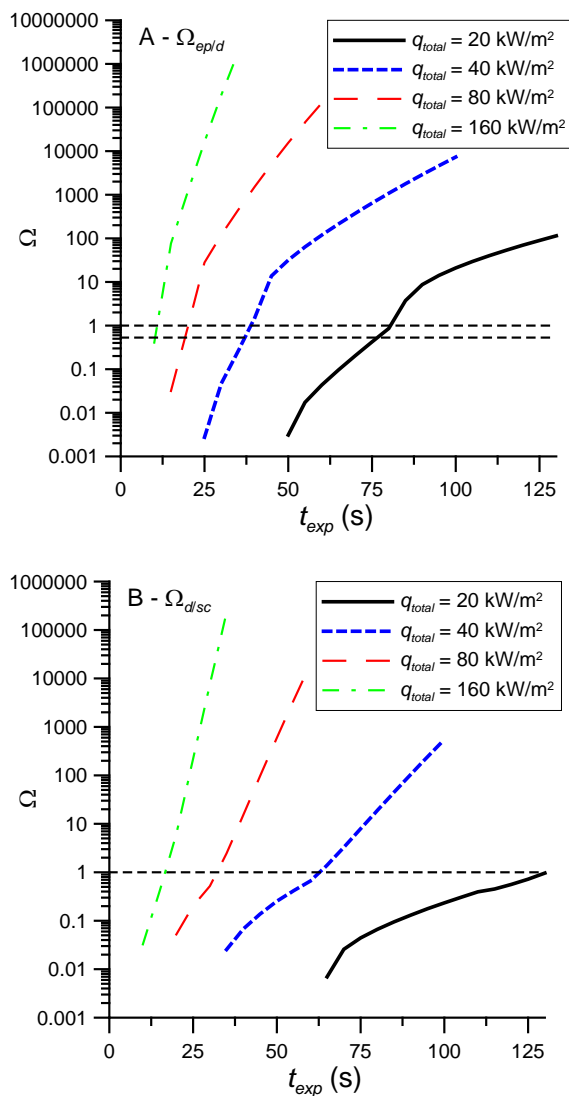 A - Ωep/d
qtotal = 20 kW/m²
qtotal = 40 kW/m²
qtotal = 80 kW/m²
qtotal = 160 kW/m²
1000000
100000
10000
1000
100
10
1
0.1
0.01
0.001
Ω
0 25 50 75 100 125
texp (s)
B - Ωd/sc
qtotal = 20 kW/m²
qtotal = 40 kW/m²
qtotal = 80 kW/m²
qtotal = 160 kW/m²
1000000
100000
10000
1000
100
10
1
0.1
0.01
0.001
Ω
0 25 50 75 100 125
texp (s)